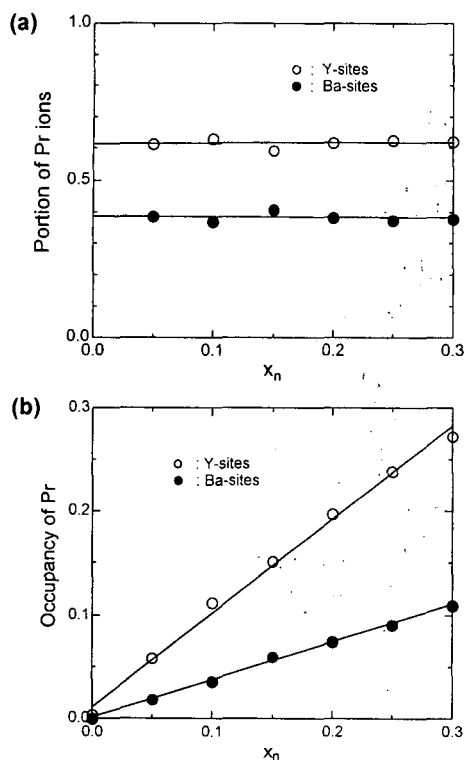 (a)
1.0
○ : Y-sites
● : Ba-sites
Portion of Pr ions
0.5
0.0
0.0 0.1 0.2 0.3
xn
(b)
0.3
○ : Y-sites
● : Ba-sites
Occupancy of Pr
0.2
0.1
0.0
0.0 0.1 0.2 0.3
xn